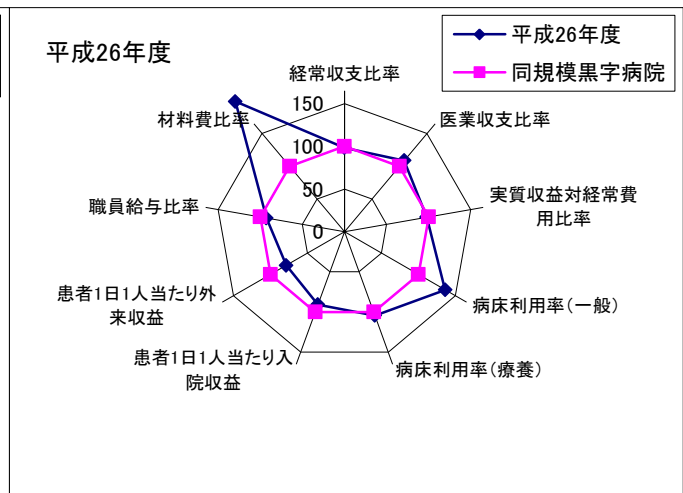 平成26年度
平成26年度
同規模黒字病院
経常収支比率
150
100
50
0
医業収支比率
実質収益対経常費
用比率
病床利用率(一般)
病床利用率(療養)
患者1日1人当たり入
院収益
患者1日1人当たり外
来収益
職員給与比率
材料費比率